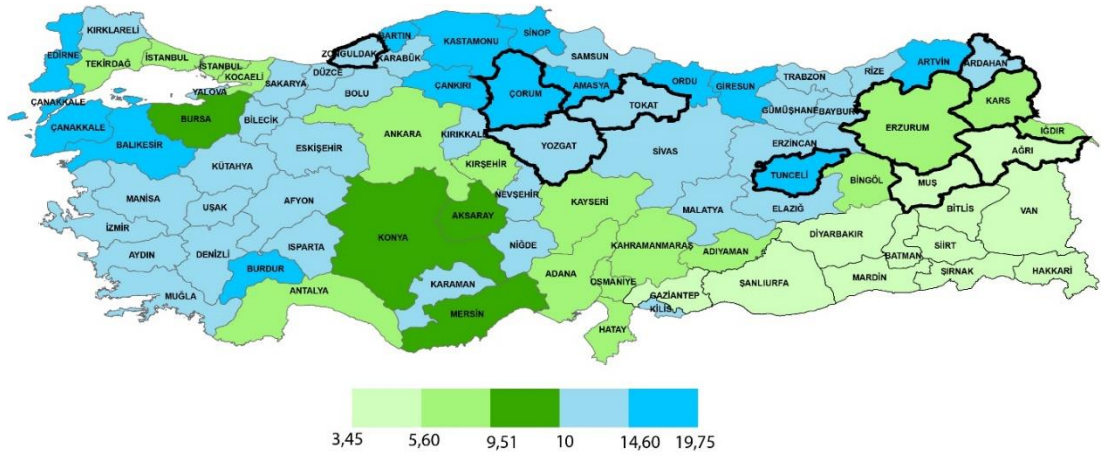 KIRKLARELİ
EDİRNE
TEKİRDAĞ
İSTANBUL
İSTANBUL
KOCAELİ
YALOVA
SAKARYA
DÜZCE
ZONGULDAK
BARTIN
KARABÜK
KASTAMONU
SİNOP
SAMSUN
ÇANAKKALE
ÇANAKKALE
BALIKESİR
BURSA
BİLECİK
BOLU
ÇANKIRI
ÇORUM
AMASYA
ORDU
GİRESUN
TRABZON
RİZE
ARTVİN
ARDAHAN
TOKAT
GÜMÜŞHANE
BAYBURT
KARS
ERZURUM
IĞDIR
AĞRI
ESKİŞEHİR
ANKARA
KIRIKKALE
YOZGAT
SİVAS
ERZİNCAN
KÜTAHYA
KIRŞEHİR
TUNCELİ
BİNGÖL
MUŞ
MANİSA
UŞAK
AFYON
NEVŞEHİR
KAYSERİ
MALATYA
ELAZIĞ
BİTLİS
VAN
İZMİR
AKSARAY
KONYA
NİĞDE
KAHRAMANMARAŞ
ADIYAMAN
DİYARBAKIR
BATMAN
SİİRT
AYDIN
DENİZLİ
ISPARTA
BURDUR
MUĞLA
ANTALYA
KARAMAN
MERSİN
ADANA
OSMANİYE
GAZİANTEP
KİLİS
HATAY
ŞANLIURFA
MARDİN
ŞIRNAK
HAKKARİ
3,45 5,60 9,51 10 14,60 19,75